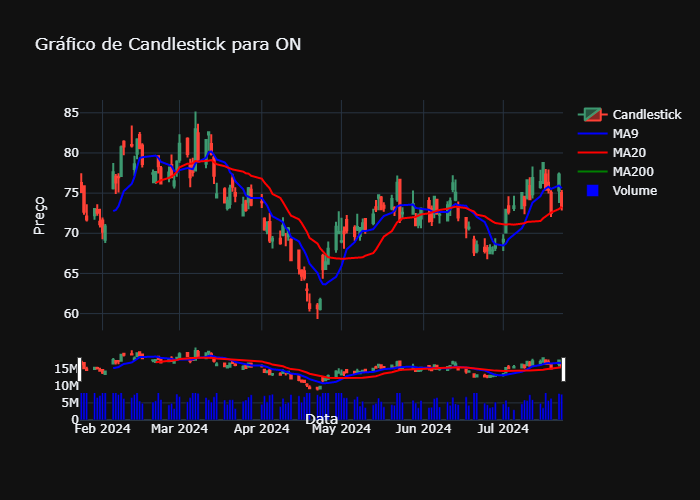 Gráfico de Candlestick para ON
Preço
85
80
75
70
65
60
Candlestick
MA9
MA20
MA200
Volume
15M
10M
5M
0
Feb 2024
Mar 2024
Apr 2024
May 2024
Jun 2024
Jul 2024
Data